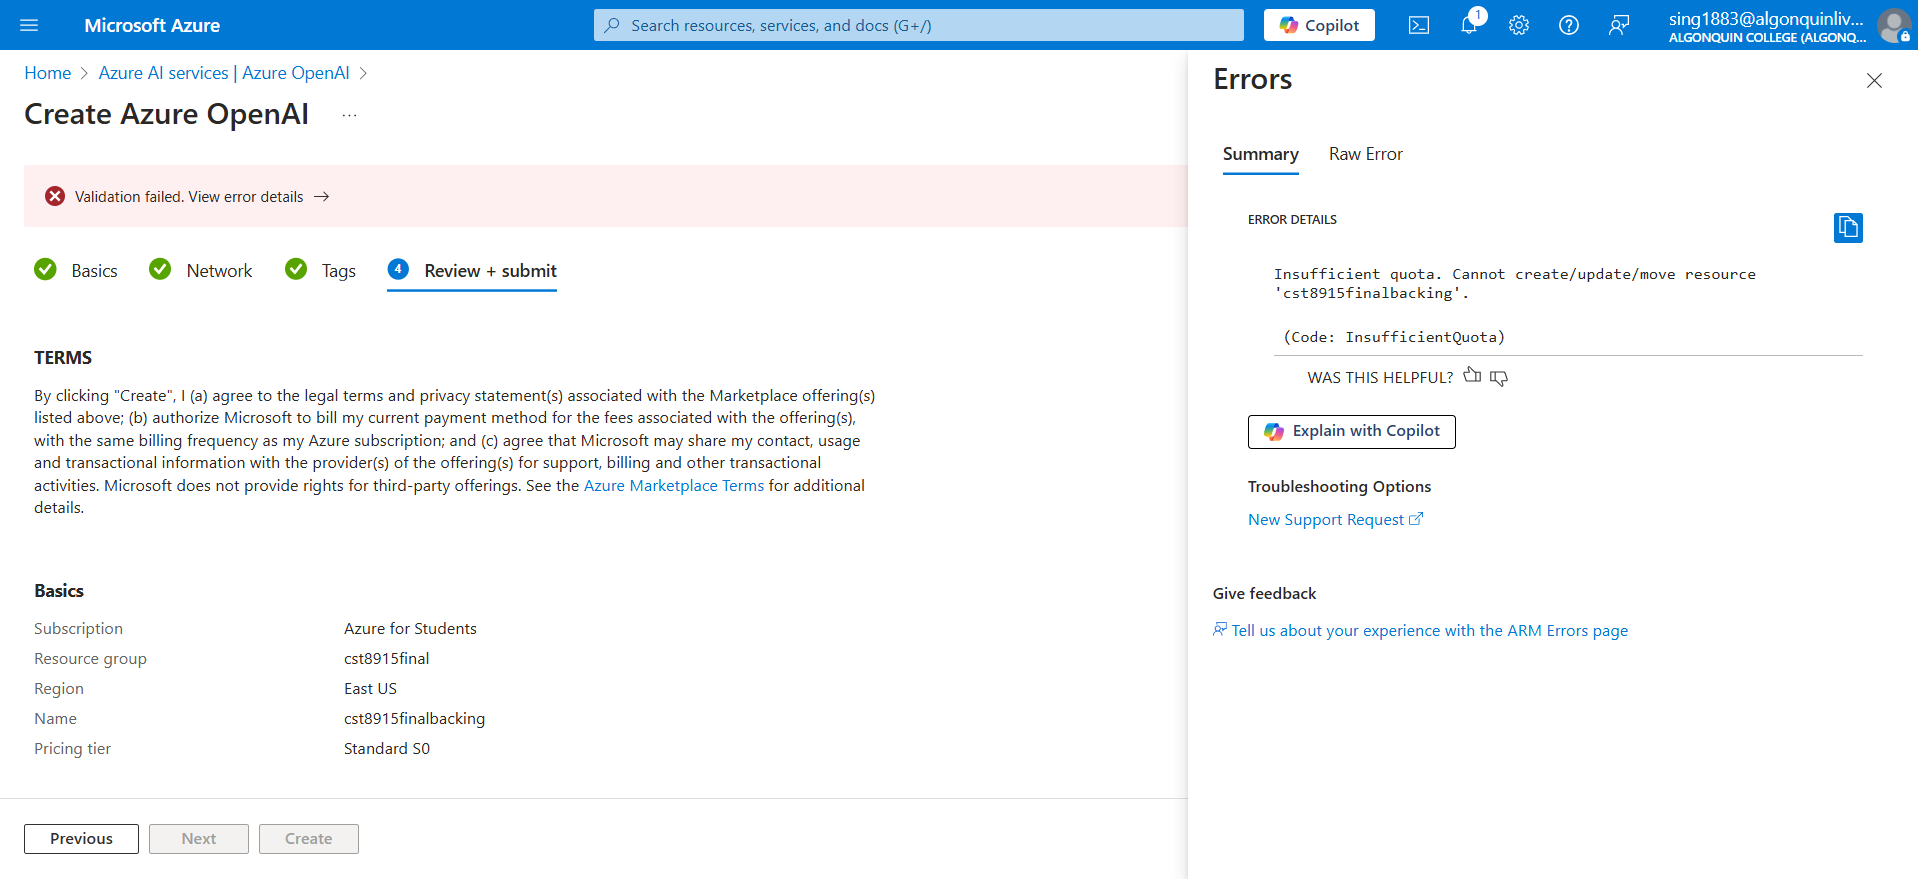 Microsoft Azure
Search resources, services, and docs (G+/)
Copilot
1
sing1883@algonquinliv...
ALGONQUIN COLLEGE (ALGONQ...
Home > Azure AI services | Azure OpenAI >
Create Azure OpenAI ...
Validation failed. View error details →
Basics
Network
Tags
4
Review + submit
TERMS
By clicking "Create", I (a) agree to the legal terms and privacy statement(s) associated with the Marketplace offering(s)
listed above; (b) authorize Microsoft to bill my current payment method for the fees associated with the offering(s),
with the same billing frequency as my Azure subscription; and (c) agree that Microsoft may share my contact, usage
and transactional information with the provider(s) of the offering(s) for support, billing and other transactional
activities. Microsoft does not provide rights for third-party offerings. See the Azure Marketplace Terms for additional
details.
Basics
Subscription Azure for Students
Resource group cst8915final
Region East US
Name cst8915finalbacking
Pricing tier Standard S0
Previous
Next
Create
Errors
Summary
Raw Error
ERROR DETAILS
Insufficient quota. Cannot create/update/move resource
'cst8915finalbacking'.
(Code: InsufficientQuota)
WAS THIS HELPFUL?
Explain with Copilot
Troubleshooting Options
New Support Request
Give feedback
Tell us about your experience with the ARM Errors page